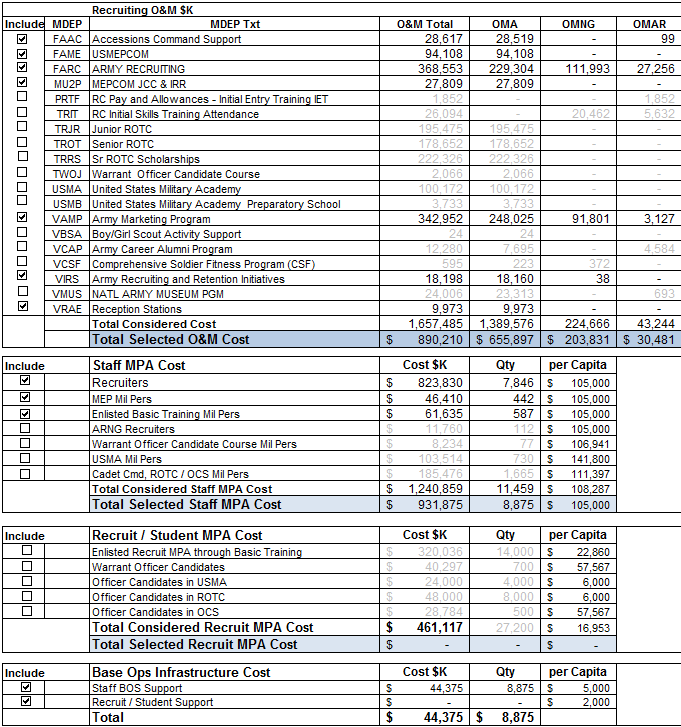 Recruiting O&M $K
Include MDEP MDEP Txt O&M Total OMA OMNG OMAR
FAAC Accessions Command Support 28,617 28,519 - 99
FAME USMEPCOM 94,108 94,108 - -
FARC ARMY RECRUITING 368,553 229,304 111,993 27,256
MU2P MEPCOM JCC & IRR 27,809 27,809 - -
PRTF RC Pay and Allowances - Initial Entry Training IET 1,852 - - 1,852
TRIT RC Initial Skills Training Attendance 26,094 - 20,462 5,632
TRJR Junior ROTC 195,475 195,475 - -
TROT Senior ROTC 178,652 178,652 - -
TRRS Sr ROTC Scholarships 222,326 222,326 - -
TWOJ Warrant Officer Candidate Course 2,066 2,066 - -
USMA United States Military Academy 100,172 100,172 - -
USMB United States Military Academy Preparatory School 3,733 3,733 - -
VAMP Army Marketing Program 342,952 248,025 91,801 3,127
VBSA Boy/Girl Scout Activity Support 24 24 - -
VCAP Army Career Alumni Program 12,280 7,695 - 4,584
VCSF Comprehensive Soldier Fitness Program (CSF) 595 223 372 -
VIRS Army Recruiting and Retention Initiatives 18,198 18,160 38 -
VMUS NATL ARMY MUSEUM PGM 24,006 23,313 - 693
VRAE Reception Stations 9,973 9,973 - -
Total Considered Cost 1,657,485 1,389,576 224,666 43,244
Total Selected O&M Cost $ 890,210 $ 655,897 $ 203,831 $ 30,481
Include Staff MPA Cost Cost $K Qty per Capita
Recruiters $ 823,830 7,846 $ 105,000
MEP Mil Pers $ 46,410 442 $ 105,000
Enlisted Basic Training Mil Pers $ 61,635 587 $ 105,000
ARNG Recruiters $ 11,760 112 $ 105,000
Warrant Officer Candidate Course Mil Pers $ 8,234 77 $ 106,941
USMA Mil Pers $ 103,514 730 $ 141,800
Cadet Cmd, ROTC / OCS Mil Pers $ 185,476 1,665 $ 111,397
Total Considered Staff MPA Cost $ 1,240,859 11,459 $ 108,287
Total Selected Staff MPA Cost $ 931,875 8,875 $ 105,000
Include Recruit / Student MPA Cost Cost $K Qty per Capita
Enlisted Recruit MPA through Basic Training $ 320,036 14,000 $ 22,860
Warrant Officer Candidates $ 40,297 700 $ 57,567
Officer Candidates in USMA $ 24,000 4,000 $ 6,000
Officer Candidates in ROTC $ 48,000 8,000 $ 6,000
Officer Candidates in OCS $ 28,784 500 $ 57,567
Total Considered Recruit MPA Cost $ 461,117 27,200 $ 16,953
Total Selected Recruit MPA Cost $ - - $ -
Include Base Ops Infrastructure Cost Cost $K Qty per Capita
Staff BOS Support $ 44,375 8,875 $ 5,000
Recruit / Student Support $ - - $ 2,000
Total $ 44,375 $ 8,875